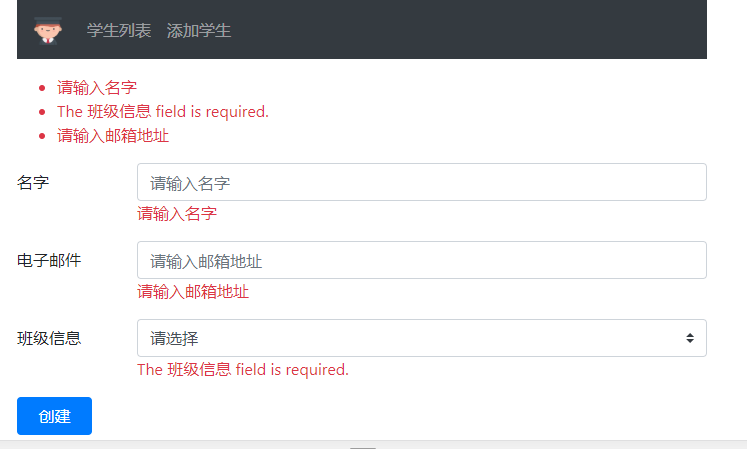 学生列表 添加学生
请输入名字
The 班级信息 field is required.
请输入邮箱地址
名字 请输入名字
请输入名字
电子邮件 请输入邮箱地址
请输入邮箱地址
班级信息 请选择
The 班级信息 field is required.
创建